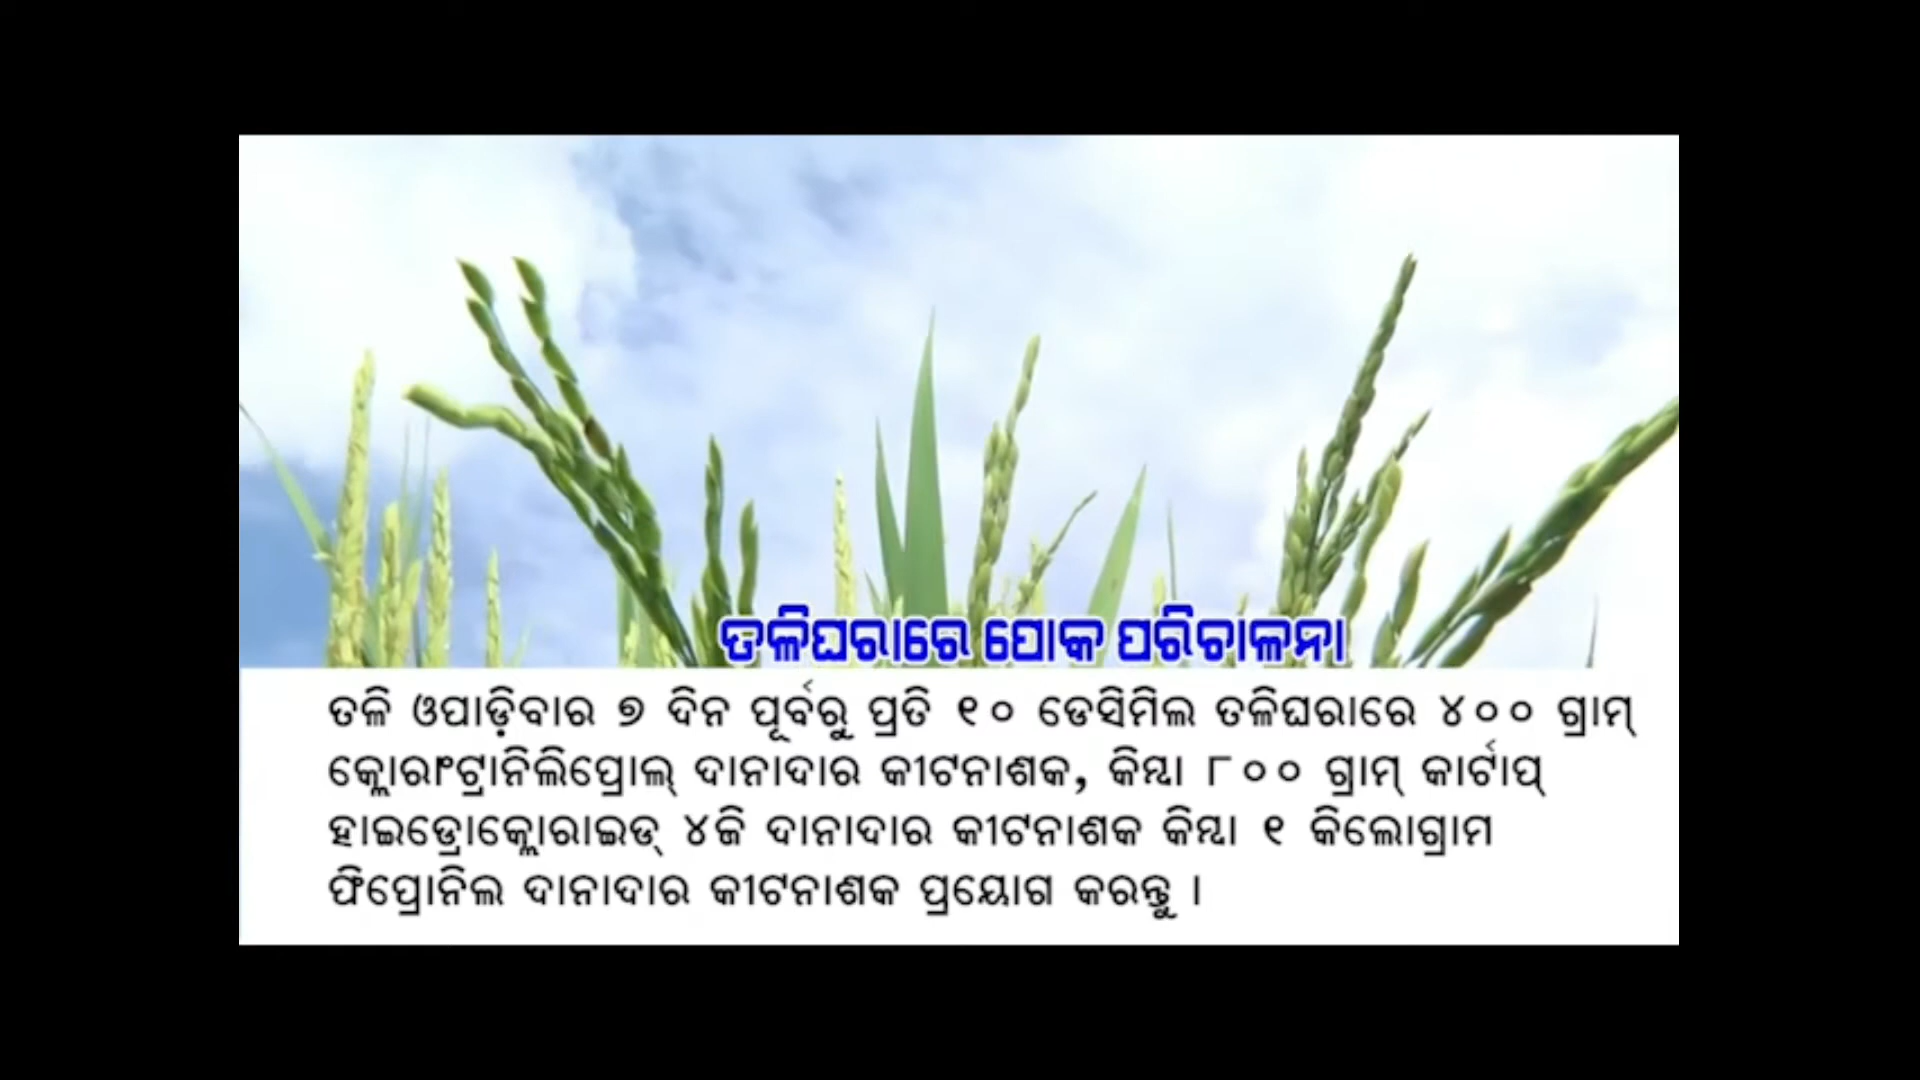 ତଳିଘରାରେ ପୋକ ପରିଚାଳନା
ତଳି ଓପାଡ଼ିବାର ୭ ଦିନ ପୂର୍ବରୁ ପ୍ରତି ୧୦ ଡେସିମିଲ ତଳିଘରାରେ ୪୦୦ ଗ୍ରାମ୍
କ୍ଲୋରାଂଟ୍ରାନିଲିପ୍ରୋଲ୍ ଦାନାଦାର କୀଟନାଶକ, କିମ୍ବା ୮୦୦ ଗ୍ରାମ୍ କାର୍ଟାପ୍
ହାଇଡ୍ରୋକ୍ଲୋରାଇଡ୍ ୪ଜି ଦାନାଦାର କୀଟନାଶକ କିମ୍ବା ୧ କିଲୋଗ୍ରାମ
ଫିପ୍ରୋନିଲ ଦାନାଦାର କୀଟନାଶକ ପ୍ରୟୋଗ କରନ୍ତୁ ।